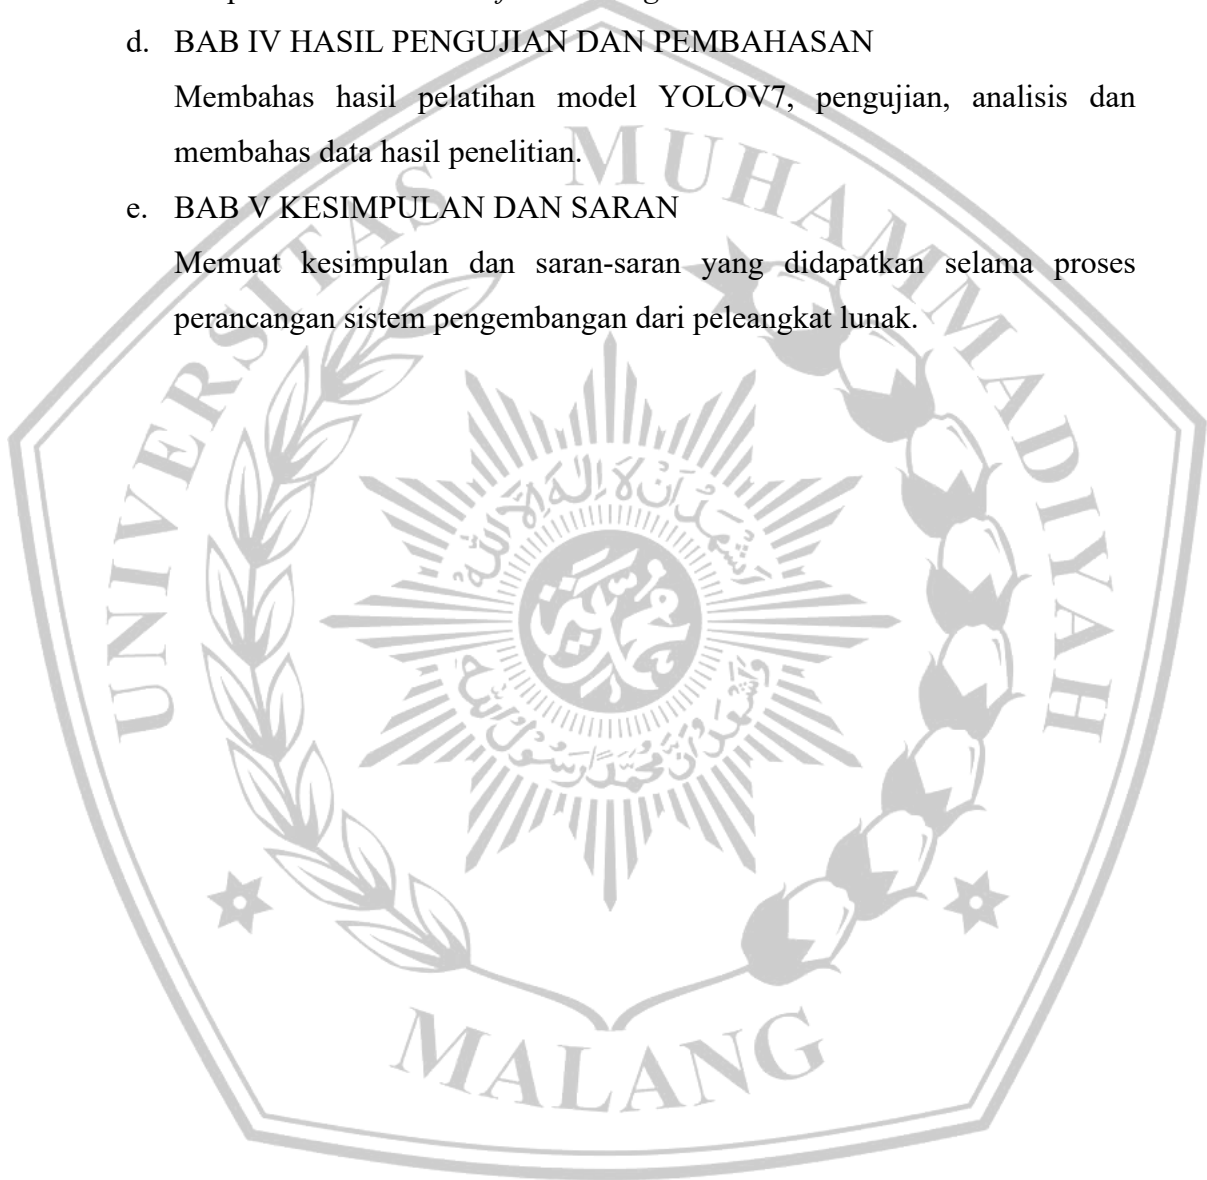 d. BAB IV HASIL PENGUJIAN DAN PEMBAHASAN
Membahas hasil pelatihan model YOLOV7, pengujian, analisis dan
membahas data hasil penelitian.
e. BAB V KESIMPULAN DAN SARAN
Memuat kesimpulan dan saran-saran yang didapatkan selama proses
perancangan sistem pengembangan dari peleangkat lunak.
UNIVERSITAS MUHAMMADIYAH
MALANG